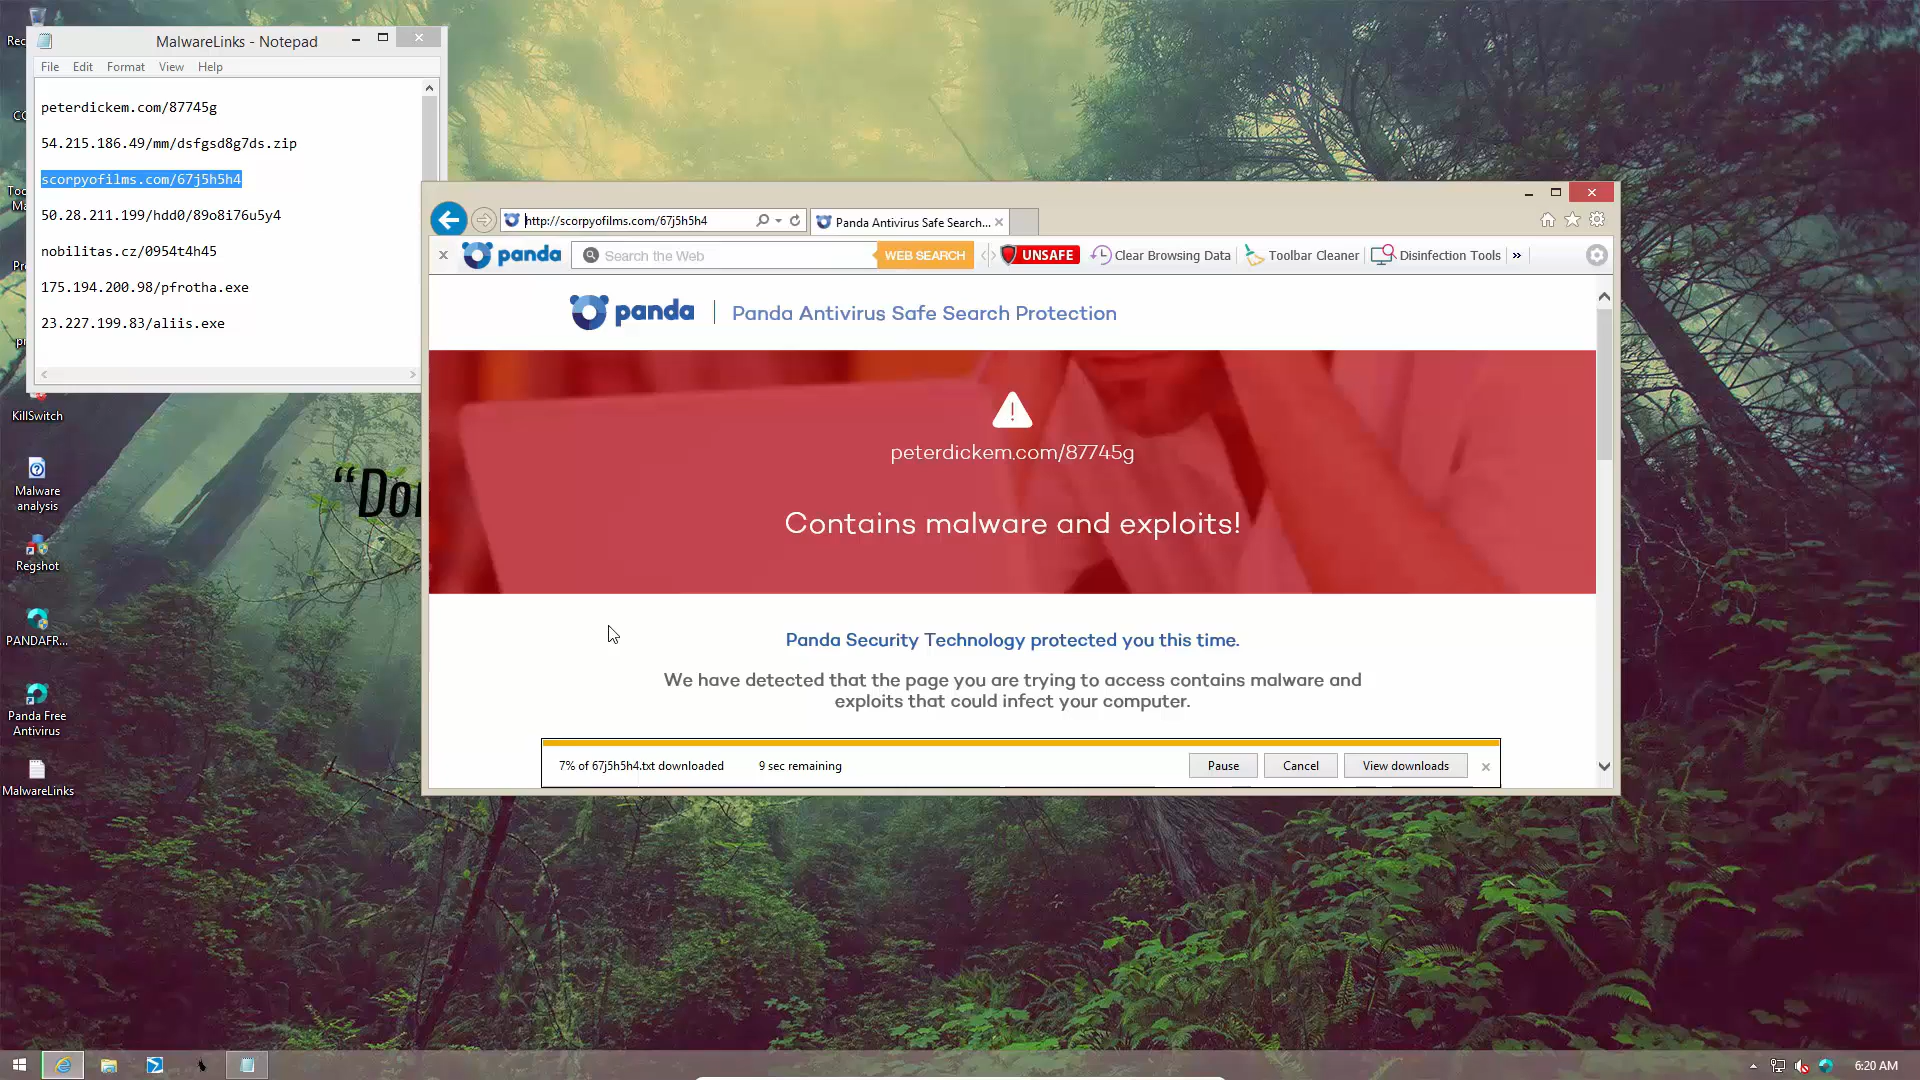 MalwareLinks - Notepad
File Edit Format View Help
peterdickem.com/87745g
54.215.186.49/mm/dsfgsd8g7ds.zip
scorpyofilms.com/67j5h5h4
50.28.211.199/hdd0/89o8i76u5y4
nobilitas.cz/0954t4h45
175.194.200.98/pfrotha.exe
23.227.199.83/aliis.exe
KillSwitch
Malware
analysis
Regshot
PANDAFR...
Panda Free
Antivirus
MalwareLinks
“Do
http://scorpyofilms.com/67j5h5h4
Panda Antivirus Safe Search...
panda
Search the Web
WEB SEARCH
UNSAFE
Clear Browsing Data
Toolbar Cleaner
Disinfection Tools
»
panda
Panda Antivirus Safe Search Protection
peterdickem.com/87745g
Contains malware and exploits!
Panda Security Technology protected you this time.
We have detected that the page you are trying to access contains malware and
exploits that could infect your computer.
7% of 67j5h5h4.txt downloaded 9 sec remaining
Pause Cancel View downloads
6:20 AM